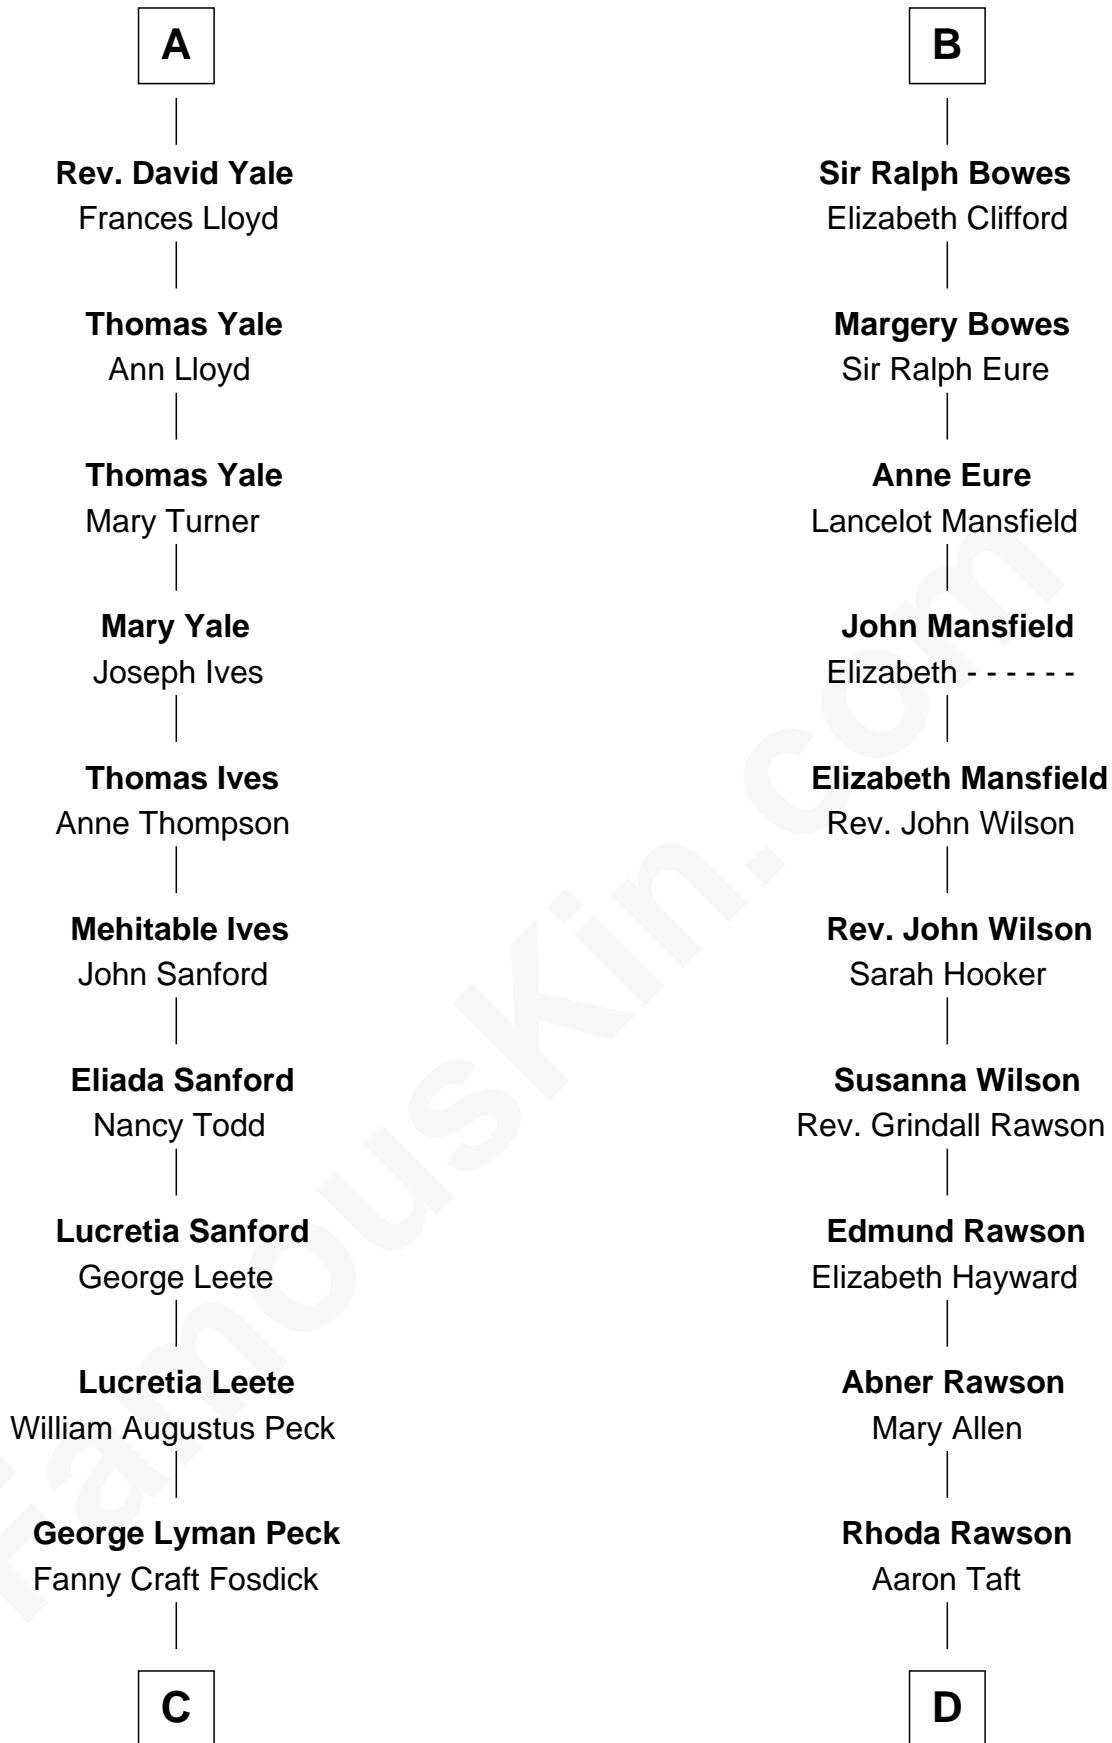 A
Rev. David Yale
Frances Lloyd
Thomas Yale
Ann Lloyd
Thomas Yale
Mary Turner
Mary Yale
Joseph Ives
Thomas Ives
Anne Thompson
Mehitable Ives
John Sanford
Eliada Sanford
Nancy Todd
Lucretia Sanford
George Leete
Lucretia Leete
William Augustus Peck
George Lyman Peck
Fanny Craft Fosdick
C
B
Sir Ralph Bowes
Elizabeth Clifford
Margery Bowes
Sir Ralph Eure
Anne Eure
Lancelot Mansfield
John Mansfield
Elizabeth - - - - - -
Elizabeth Mansfield
Rev. John Wilson
Rev. John Wilson
Sarah Hooker
Susanna Wilson
Rev. Grindall Rawson
Edmund Rawson
Elizabeth Hayward
Abner Rawson
Mary Allen
Rhoda Rawson
Aaron Taft
D
FamousKin.com